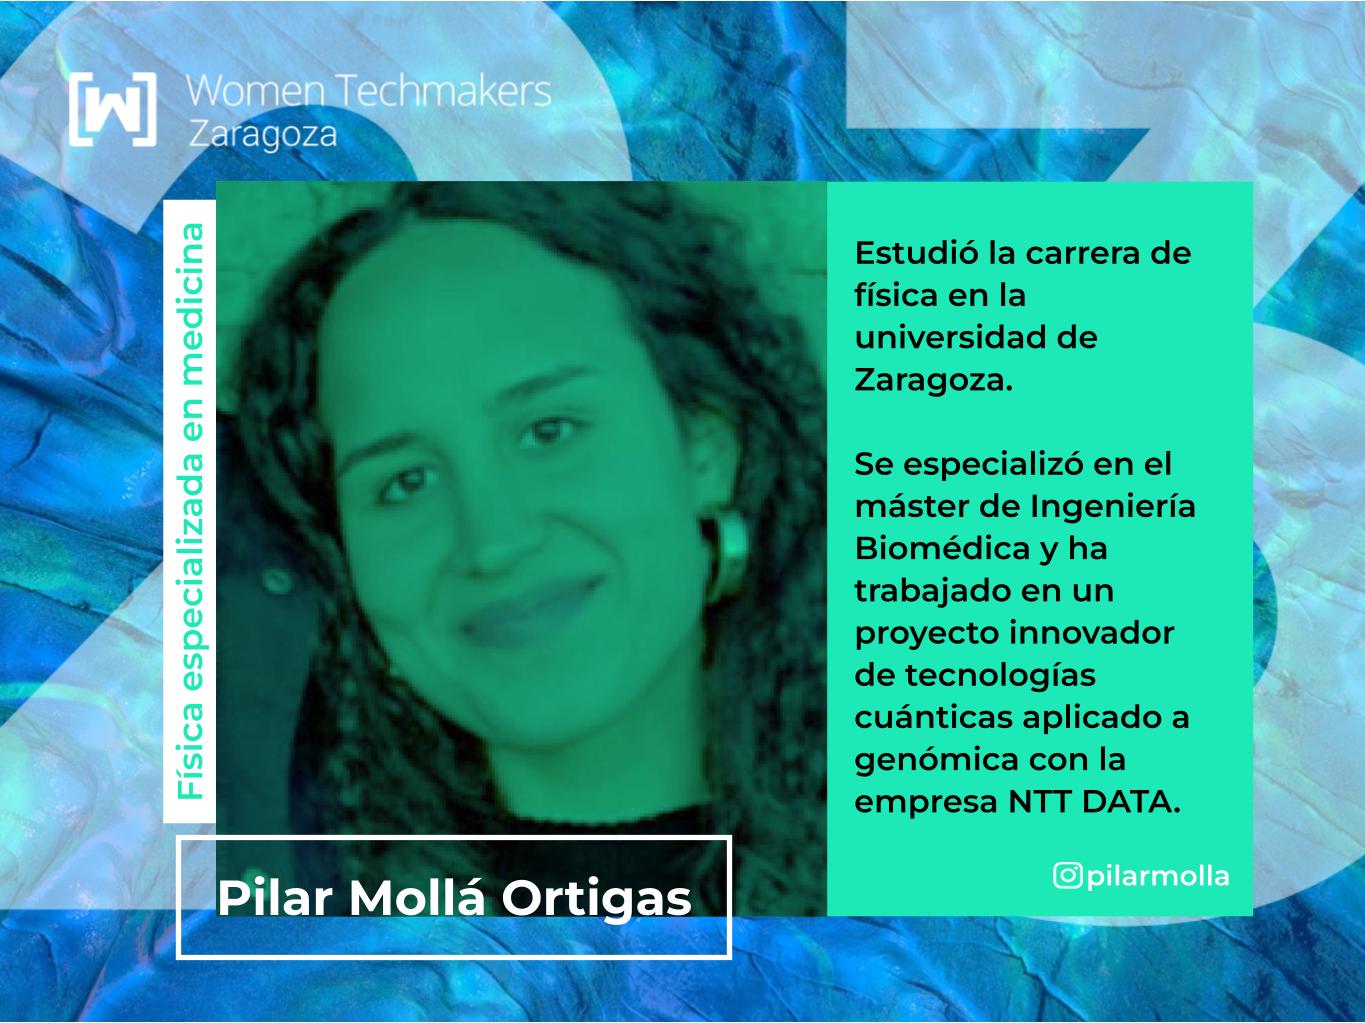 Women Techmakers
Zaragoza
Física especializada en medicina
Estudió la carrera de
física en la
universidad de
Zaragoza.
Se especializó en el
máster de Ingeniería
Biomédica y ha
trabajado en un
proyecto innovador
de tecnologías
cuánticas aplicado a
genómica con la
empresa NTT DATA.
pilarmolla
Pilar Mollá Ortigas